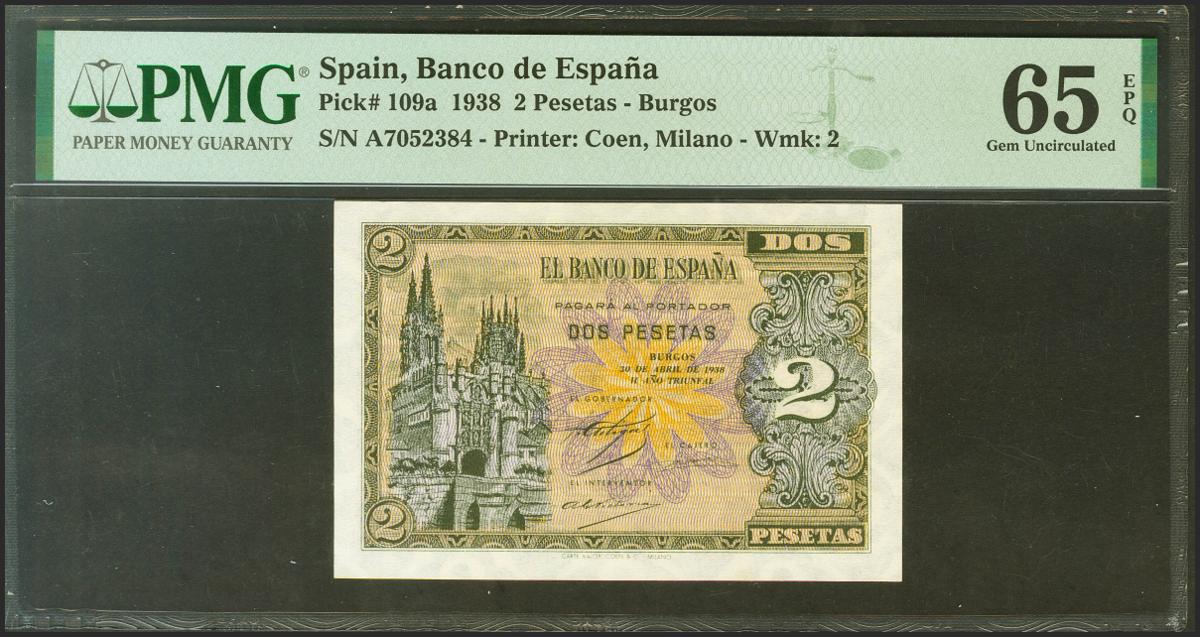 PMG®
PAPER MONEY GUARANTY
Spain, Banco de España
Pick# 109a 1938 2 Pesetas - Burgos
S/N A7052384 - Printer: Coen, Milano - Wmk: 2
65
EPQ
Gem Uncirculated
2
DOS
EL BANCO DE ESPAÑA
PAGARÁ AL PORTADOR
DOS PESETAS
BURGOS
30 DE ABRIL DE 1938
II AÑO TRIUNFAL
2
EL GOBERNADOR
EL CAJERO
EL INTERVENTOR
2
PESETAS